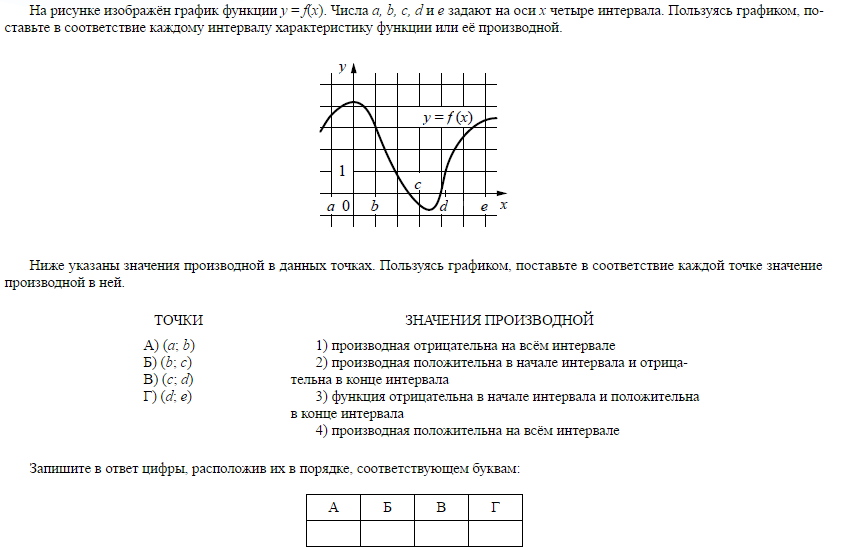 На рисунке изображён график функции y = f(x). Числа a, b, c, d и e задают на оси x четыре интервала. Пользуясь графиком, по-
ставьте в соответствие каждому интервалу характеристику функции или её производной.
y
y = f (x)
1
c
a 0 b d e x
Ниже указаны значения производной в данных точках. Пользуясь графиком, поставьте в соответствие каждой точке значение
производной в ней.
ТОЧКИ ЗНАЧЕНИЯ ПРОИЗВОДНОЙ
А) (a; b) 1) производная отрицательна на всём интервале
Б) (b; c) 2) производная положительна в начале интервала и отрица-
В) (c; d) тельна в конце интервала
Г) (d; e) 3) функция отрицательна в начале интервала и положительна
в конце интервала
4) производная положительна на всём интервале
Запишите в ответ цифры, расположив их в порядке, соответствующем буквам:
А Б В Г